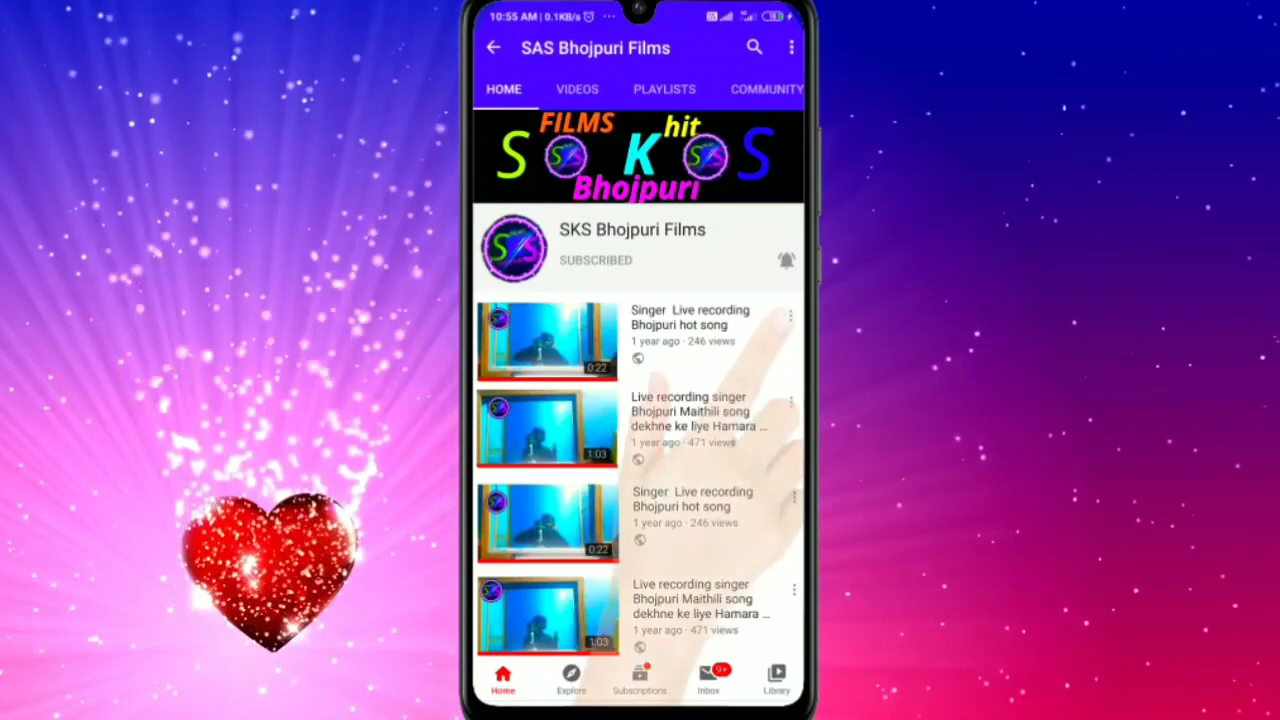 10:55 AM | 0.1KB/s
SAS Bhojpuri Films
HOME VIDEOS PLAYLISTS COMMUNITY
FILMS hit
S SKS K SKS S
Bhojpuri
SKS
SKS Bhojpuri Films
SUBSCRIBED
Singer Live recording
Bhojpuri hot song
1 year ago · 246 views
0:22
Live recording singer
Bhojpuri Maithili song
dekhne ke liye Hamara ...
1 year ago · 471 views
1:03
Singer Live recording
Bhojpuri hot song
1 year ago · 246 views
0:22
Live recording singer
Bhojpuri Maithili song
dekhne ke liye Hamara ...
1 year ago · 471 views
1:03
9+
Home Explore Subscriptions Inbox Library